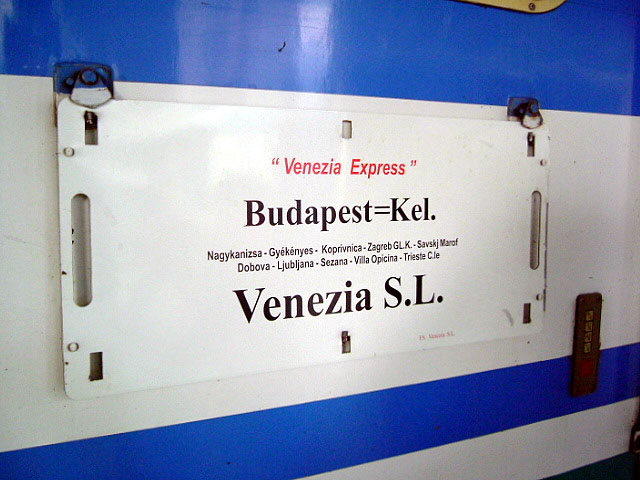 “ Venezia Express ”
Budapest=Kel.
Nagykanizsa - Gyékényes - Koprivnica - Zagreb GL.K. - Savskj Marof
Dobova - Ljubljana - Sezana - Villa Opicina - Trieste C.le
Venezia S.L.
Venezia S.L.